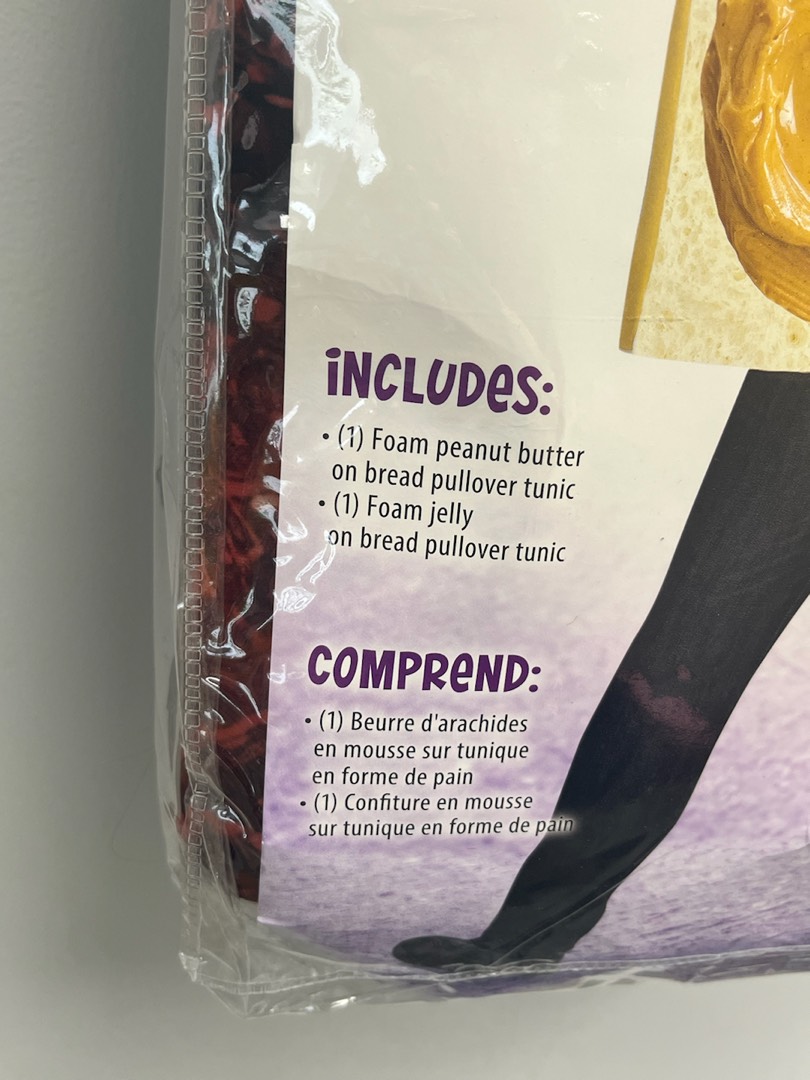 iNCLUDeS:
• (1) Foam peanut butter
on bread pullover tunic
• (1) Foam jelly
on bread pullover tunic
COMPReND:
• (1) Beurre d'arachides
en mousse sur tunique
en forme de pain
• (1) Confiture en mousse
sur tunique en forme de pain